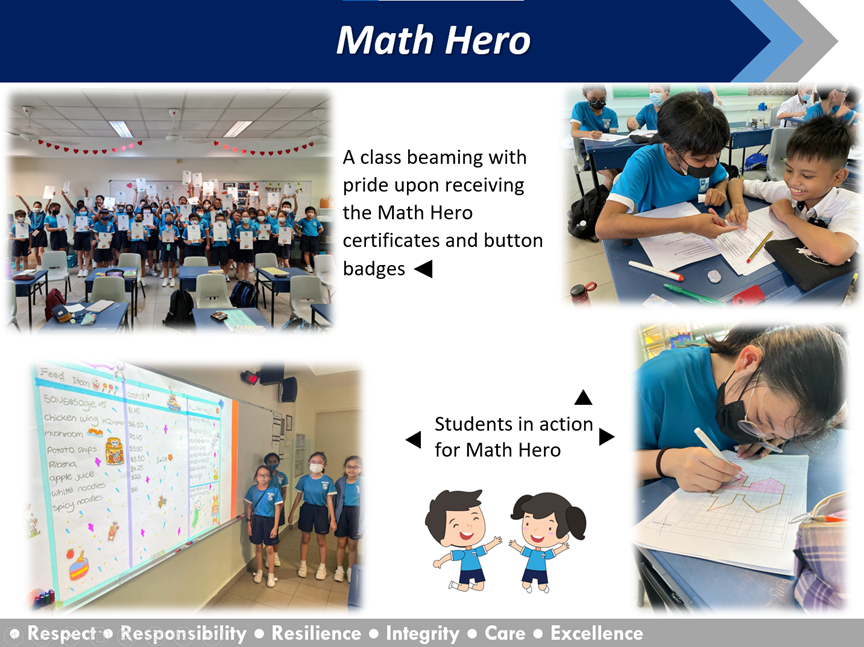 Math Hero
A class beaming with
pride upon receiving
the Math Hero
certificates and button
badges
Food Item
sausage
chicken wing
mushroom
potato chips
Ribena
apple juice
white noodles
spicy noodles
Students in action
for Math Hero
Respect ● Responsibility ● Resilience ● Integrity ● Care ● Excellence